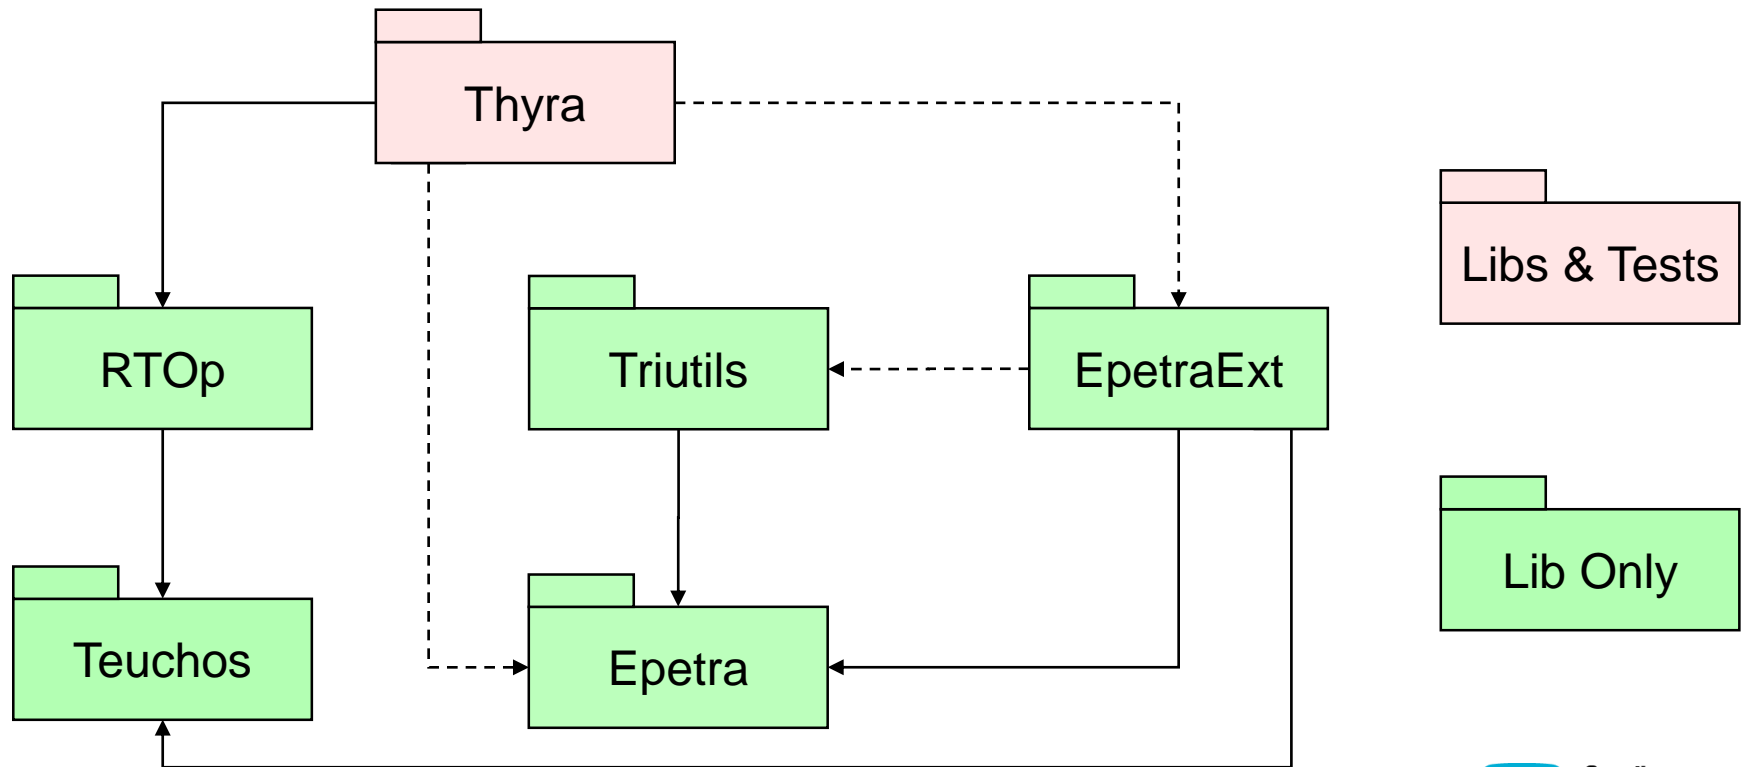 Thyra
Libs & Tests
RTOp
Triutils
EpetraExt
Lib Only
Teuchos
Epetra